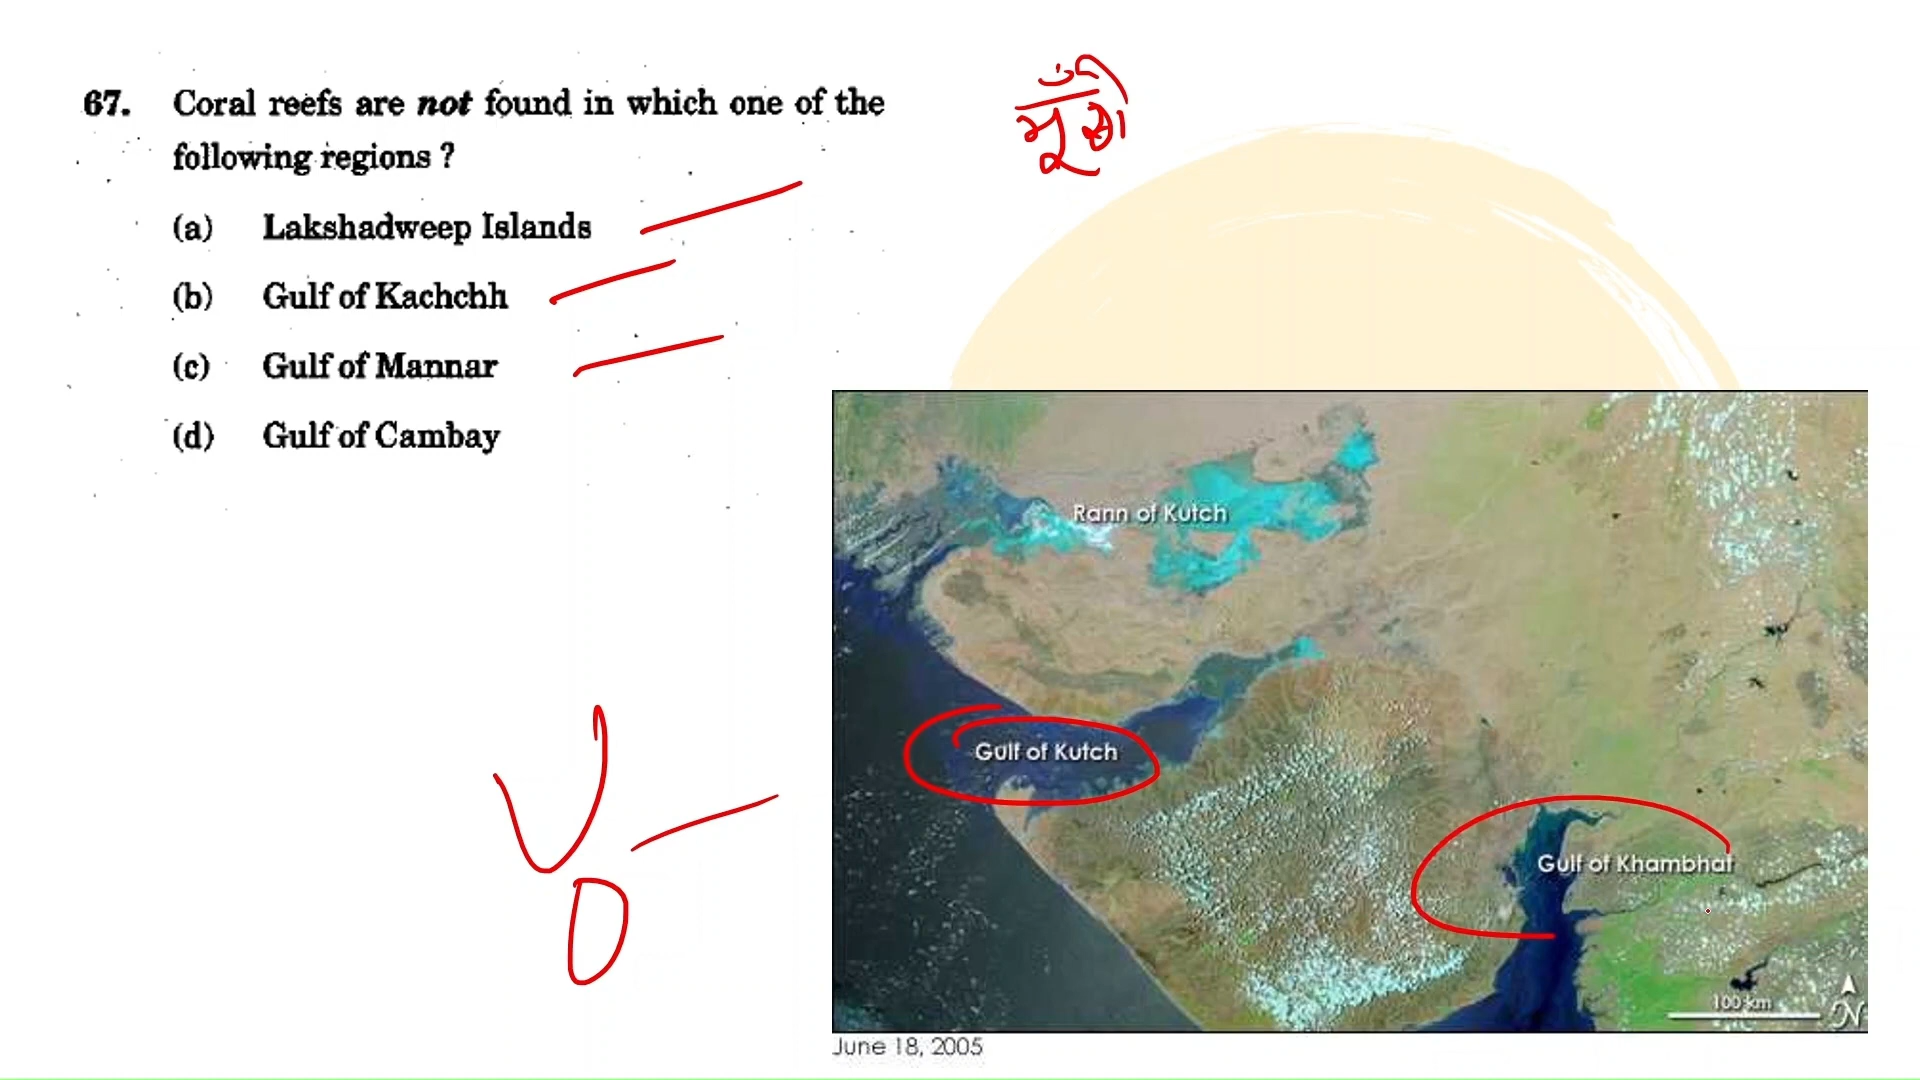 67. Coral reefs are not found in which one of the
following regions ?
(a) Lakshadweep Islands
(b) Gulf of Kachchh
(c) Gulf of Mannar
(d) Gulf of Cambay
Rann of Kutch
Gulf of Kutch
Gulf of Khambhat
100 km
N
June 18, 2005